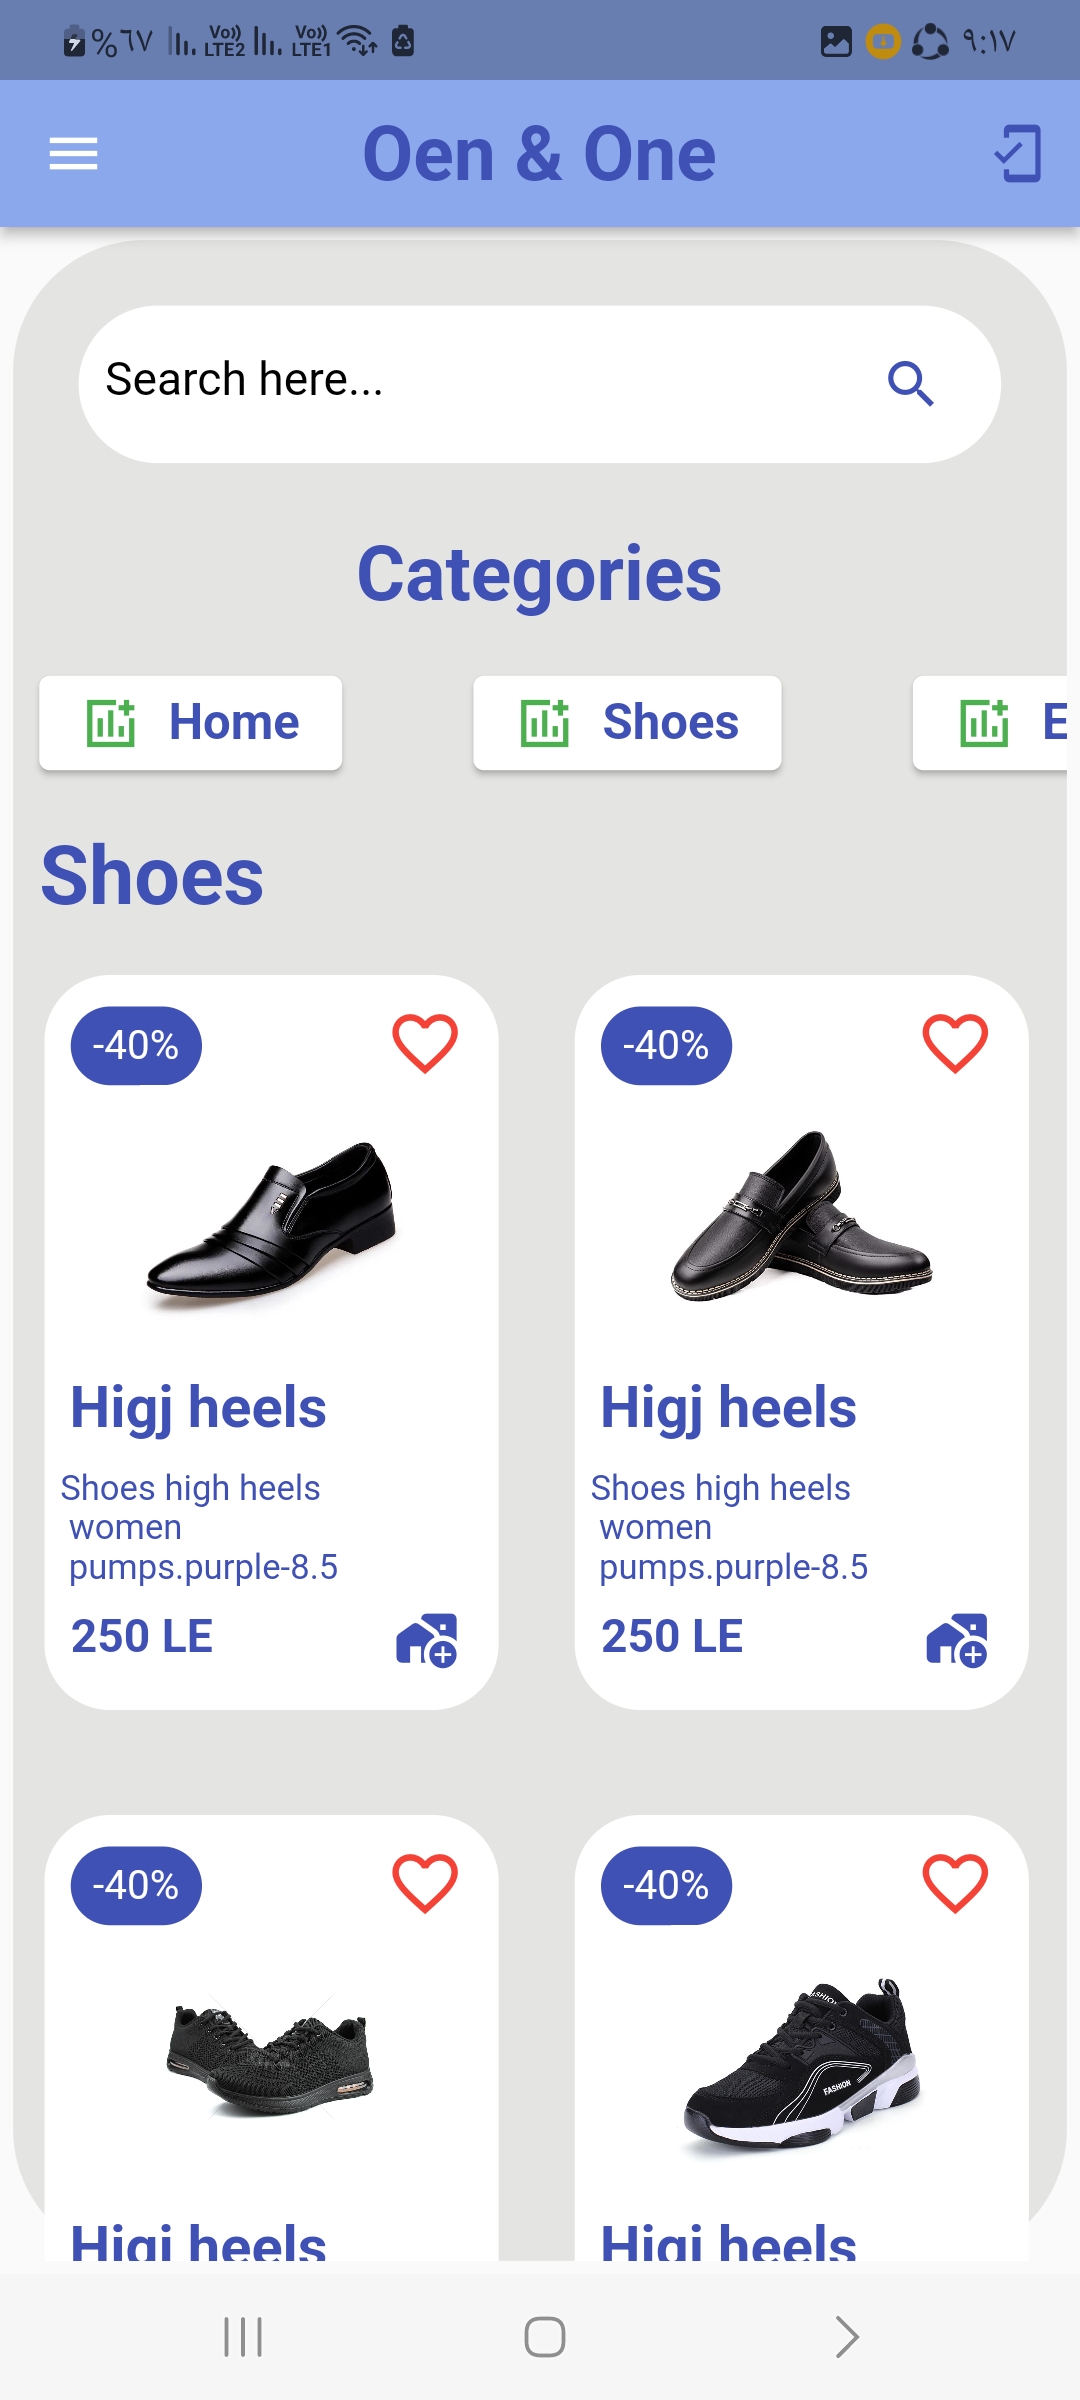 %٦٧ Vo)) LTE2 Vo)) LTE1 ٩:١٧
Oen & One
Search here...
Categories
Home Shoes E
Shoes
-40% -40%
Higj heels Higj heels
Shoes high heels Shoes high heels
women women
pumps.purple-8.5 pumps.purple-8.5
250 LE 250 LE
-40% -40%
FASHION
FASHION
Higj heels Higj heels